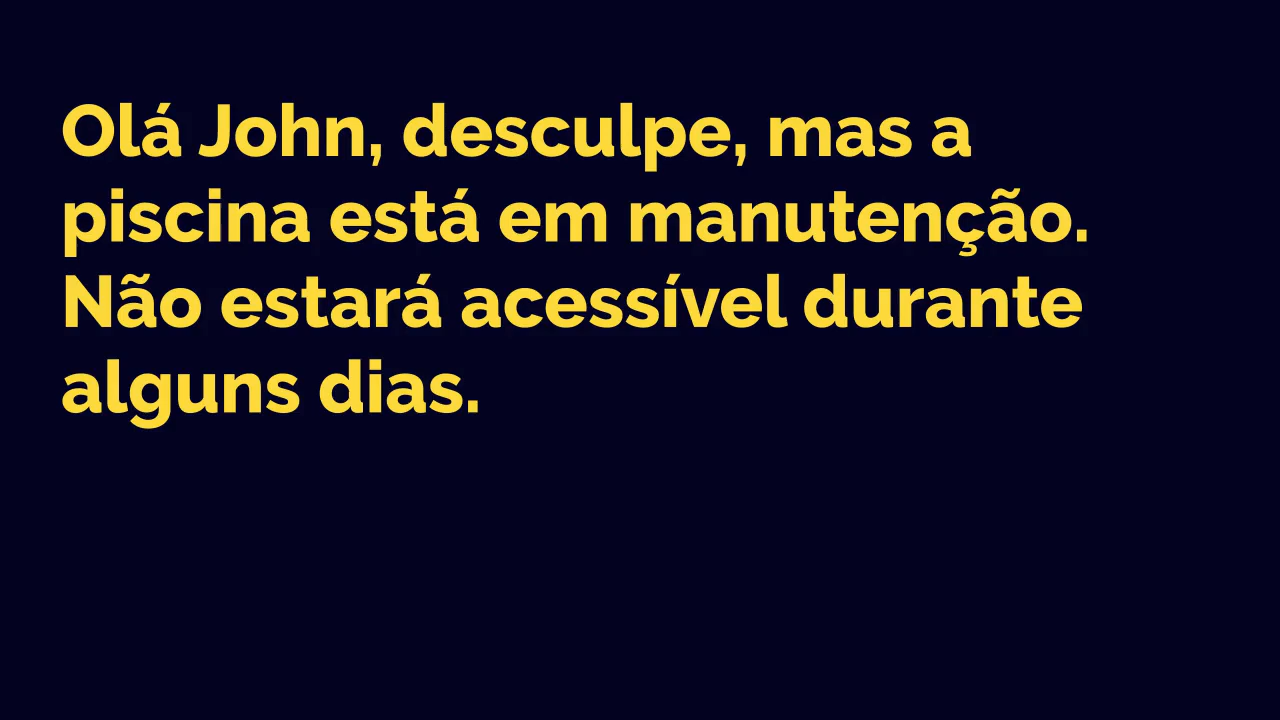 Olá John, desculpe, mas a
piscina está em manutenção.
Não estará acessível durante
alguns dias.